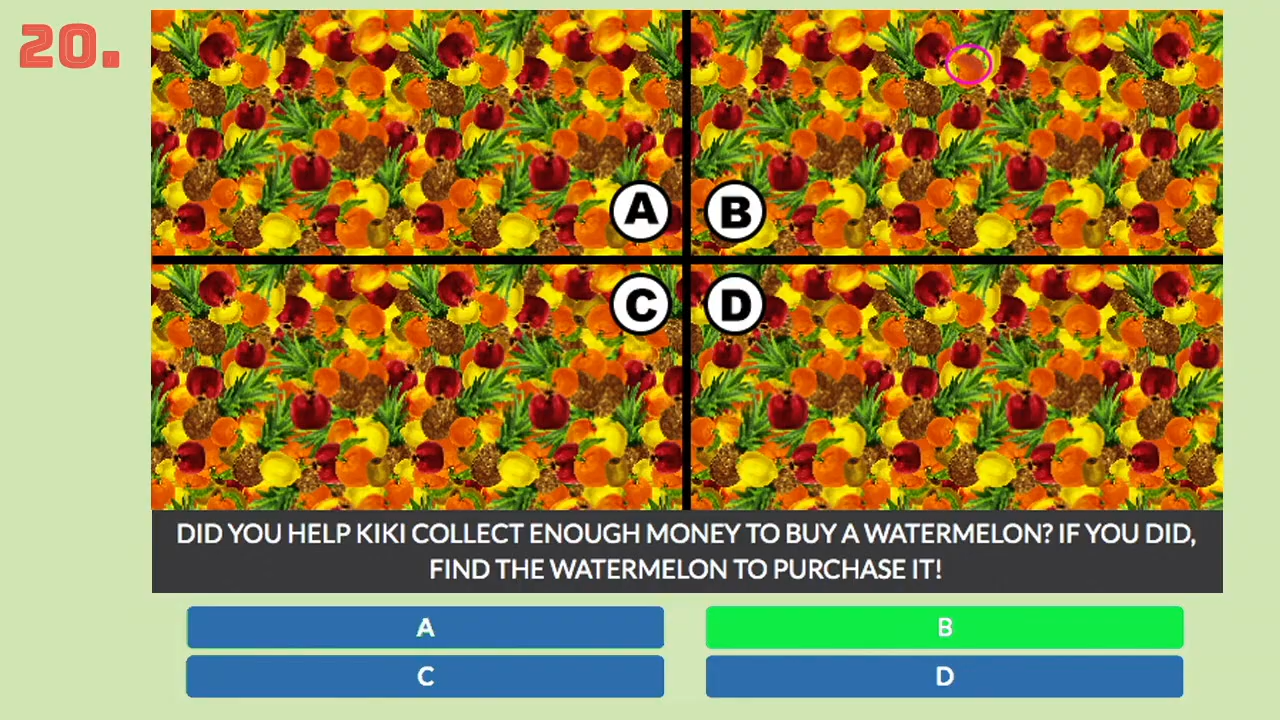 20.
A
B
C
D
DID YOU HELP KIKI COLLECT ENOUGH MONEY TO BUY A WATERMELON? IF YOU DID,
FIND THE WATERMELON TO PURCHASE IT!
A
B
C
D